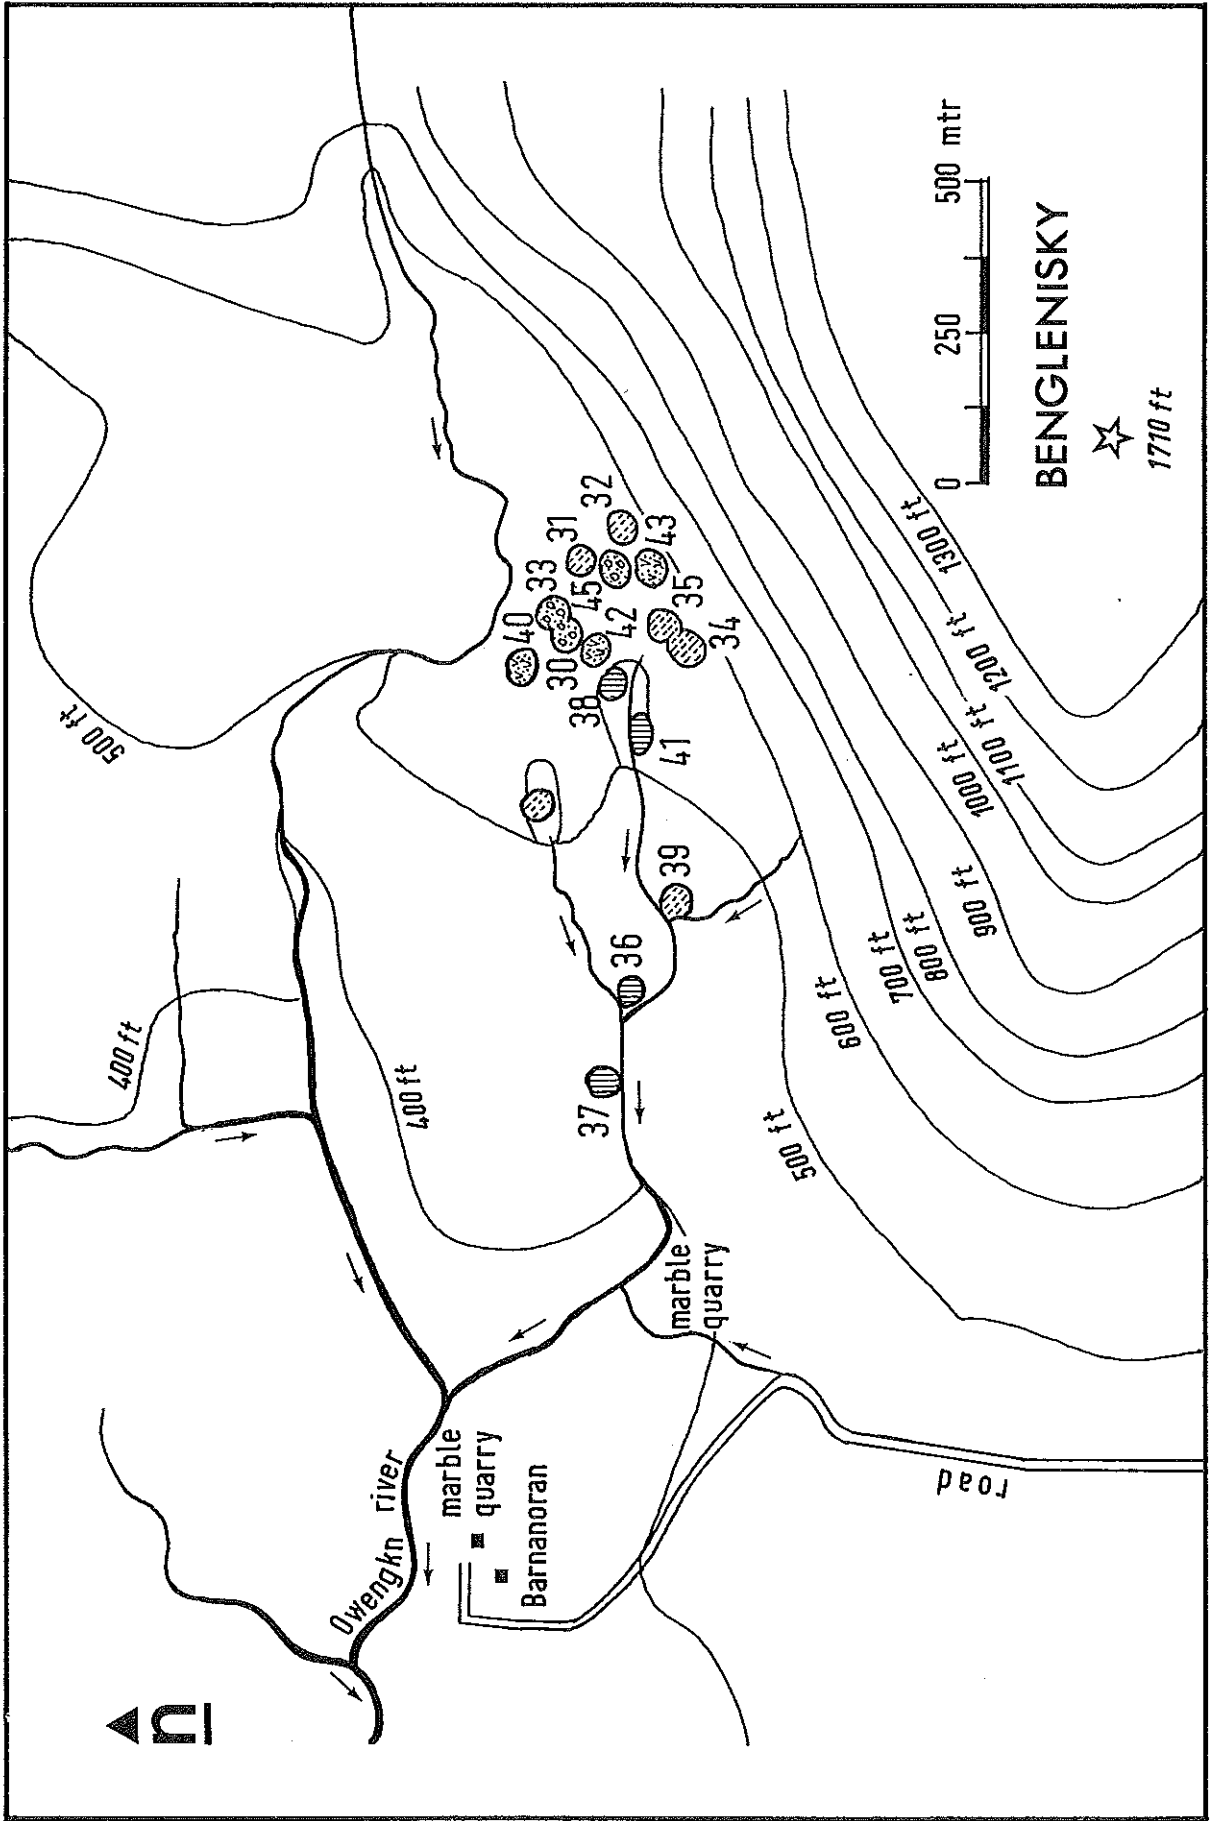 n
400 ft
500 ft
Owengkn river
400 ft
marble
quarry
Barnanoran
40
33
31
32
30
45
42
43
38
35
34
41
37
36
39
marble
quarry
500 ft
600 ft
700 ft
800 ft
900 ft
1000 ft
1100 ft
1200 ft
1300 ft
road
0 250 500 mtr
BENGLENISKY
1710 ft